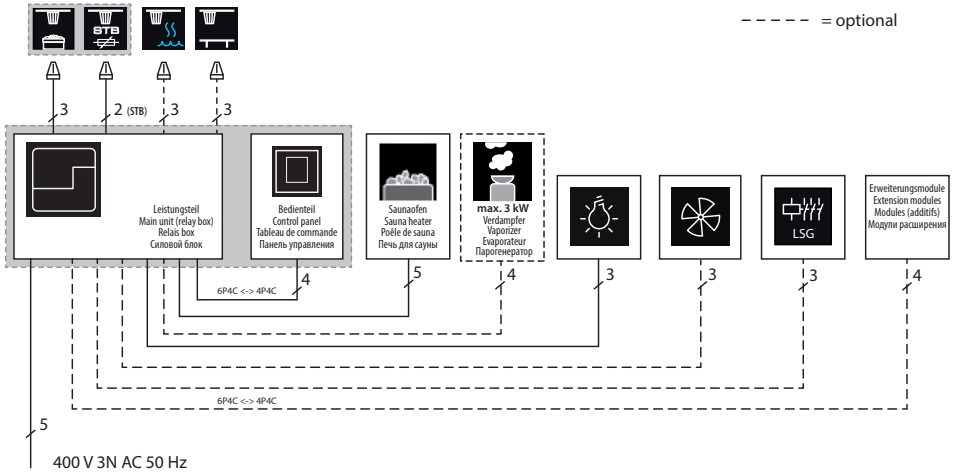 = optional
STB
3
2 (STB)
3
3
Leistungsteil
Main unit (relay box)
Relais box
Силовой блок
Bedienteil
Control panel
Tableau de commande
Панель управления
Saunaofen
Sauna heater
Poêle de sauna
Печь для сауны
max. 3 kW
Verdampfer
Vaporizer
Evaporateur
Парогенератор
LSG
Erweiterungsmodule
Extension modules
Modules (additifs)
Модули расширения
6P4C <-> 4P4C
4
5
4
3
3
3
4
6P4C <-> 4P4C
5
400 V 3N AC 50 Hz